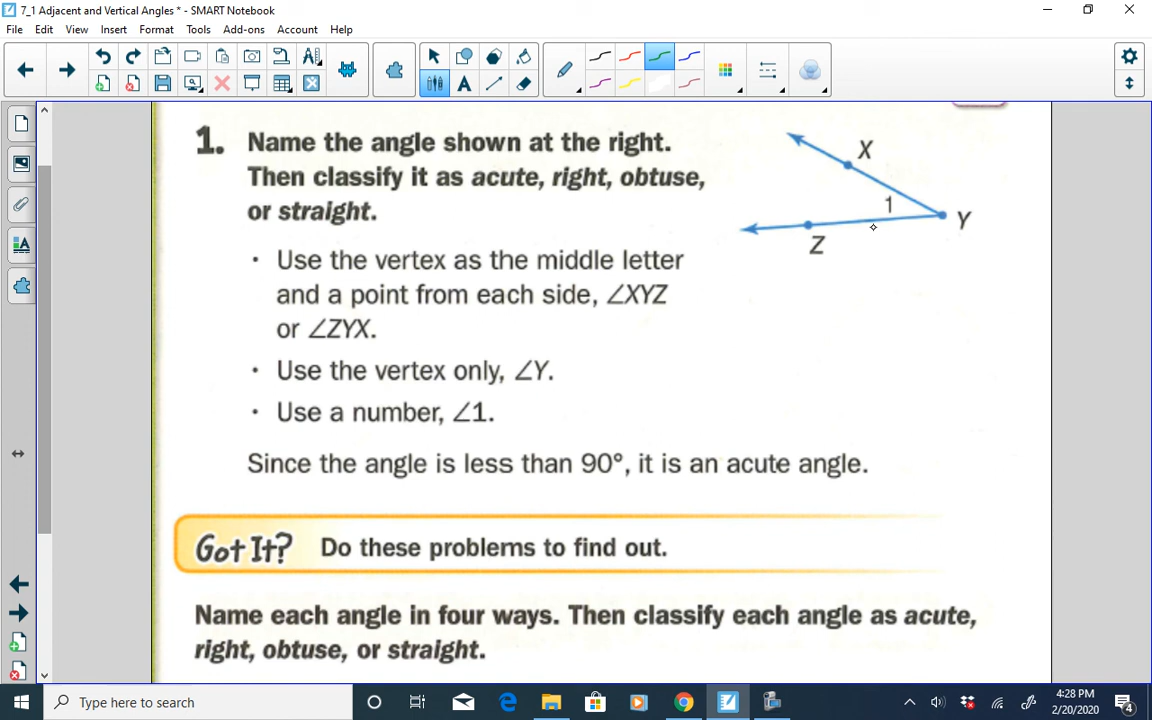 7_1 Adjacent and Vertical Angles * - SMART Notebook
File Edit View Insert Format Tools Add-ons Account Help
1. Name the angle shown at the right.
Then classify it as acute, right, obtuse,
or straight.
X
1
Y
Z
· Use the vertex as the middle letter
and a point from each side, ∠XYZ
or ∠ZYX.
· Use the vertex only, ∠Y.
· Use a number, ∠1.
Since the angle is less than 90°, it is an acute angle.
Got It? Do these problems to find out.
Name each angle in four ways. Then classify each angle as acute,
right, obtuse, or straight.
Type here to search
4:28 PM
2/20/2020
4